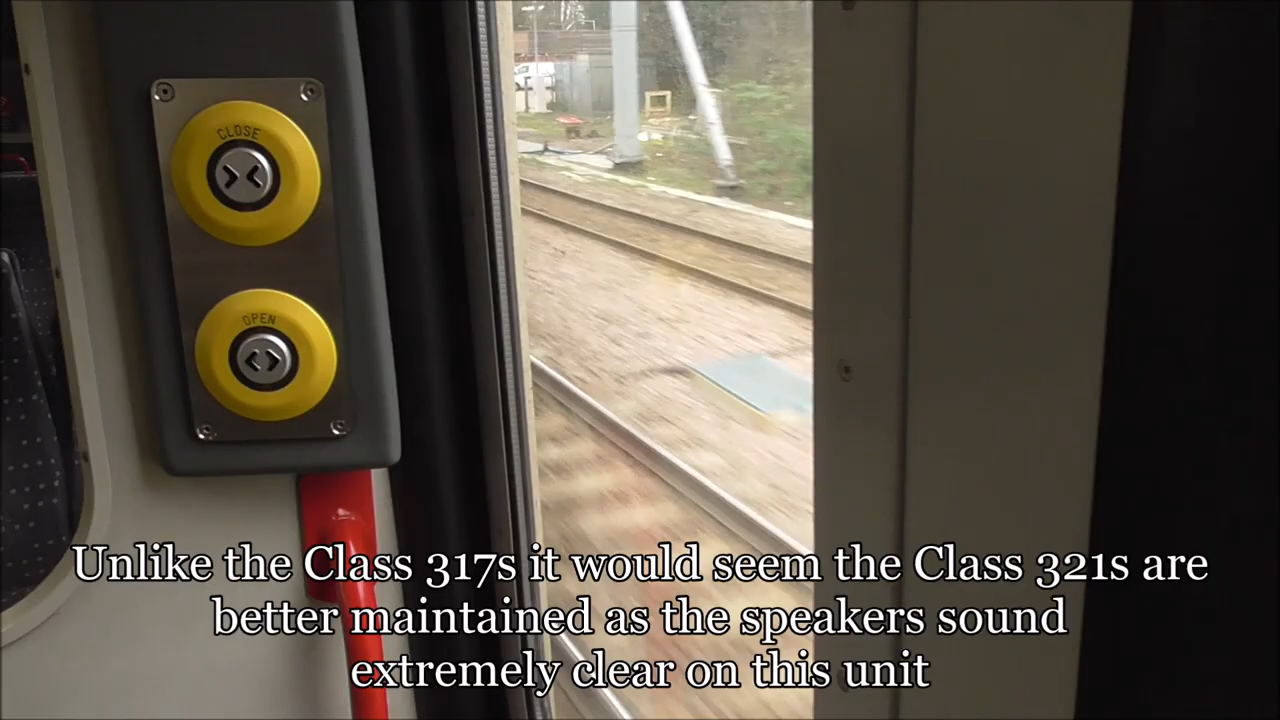 CLOSE
OPEN
Unlike the Class 317s it would seem the Class 321s are
better maintained as the speakers sound
extremely clear on this unit